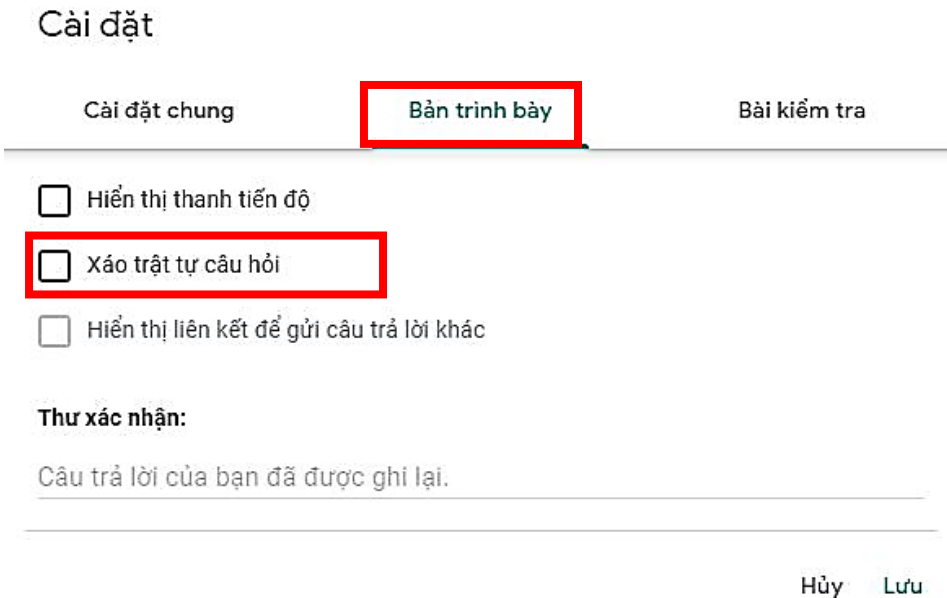 Cài đặt
Cài đặt chung Bản trình bày Bài kiểm tra
Hiển thị thanh tiến độ
Xáo trật tự câu hỏi
Hiển thị liên kết để gửi câu trả lời khác
Thư xác nhận:
Câu trả lời của bạn đã được ghi lại.
Hủy Lưu